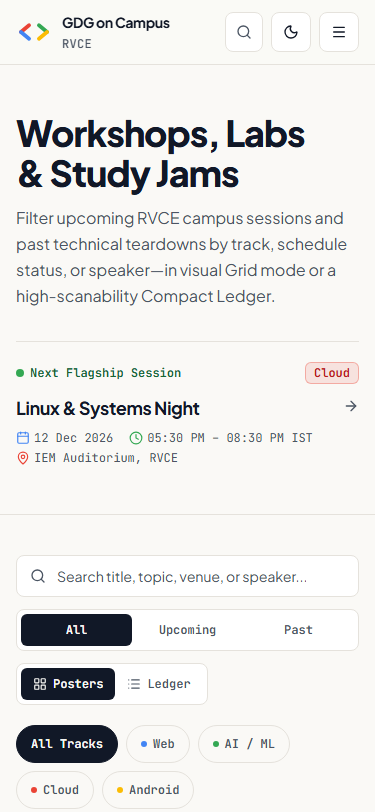 GDG on Campus
RVCE
Workshops, Labs
& Study Jams
Filter upcoming RVCE campus sessions and
past technical teardowns by track, schedule
status, or speaker—in visual Grid mode or a
high-scanability Compact Ledger.
Next Flagship Session
Cloud
Linux & Systems Night
12 Dec 2026 05:30 PM – 08:30 PM IST
IEM Auditorium, RVCE
Search title, topic, venue, or speaker...
All Upcoming Past
Posters Ledger
All Tracks Web AI / ML
Cloud Android